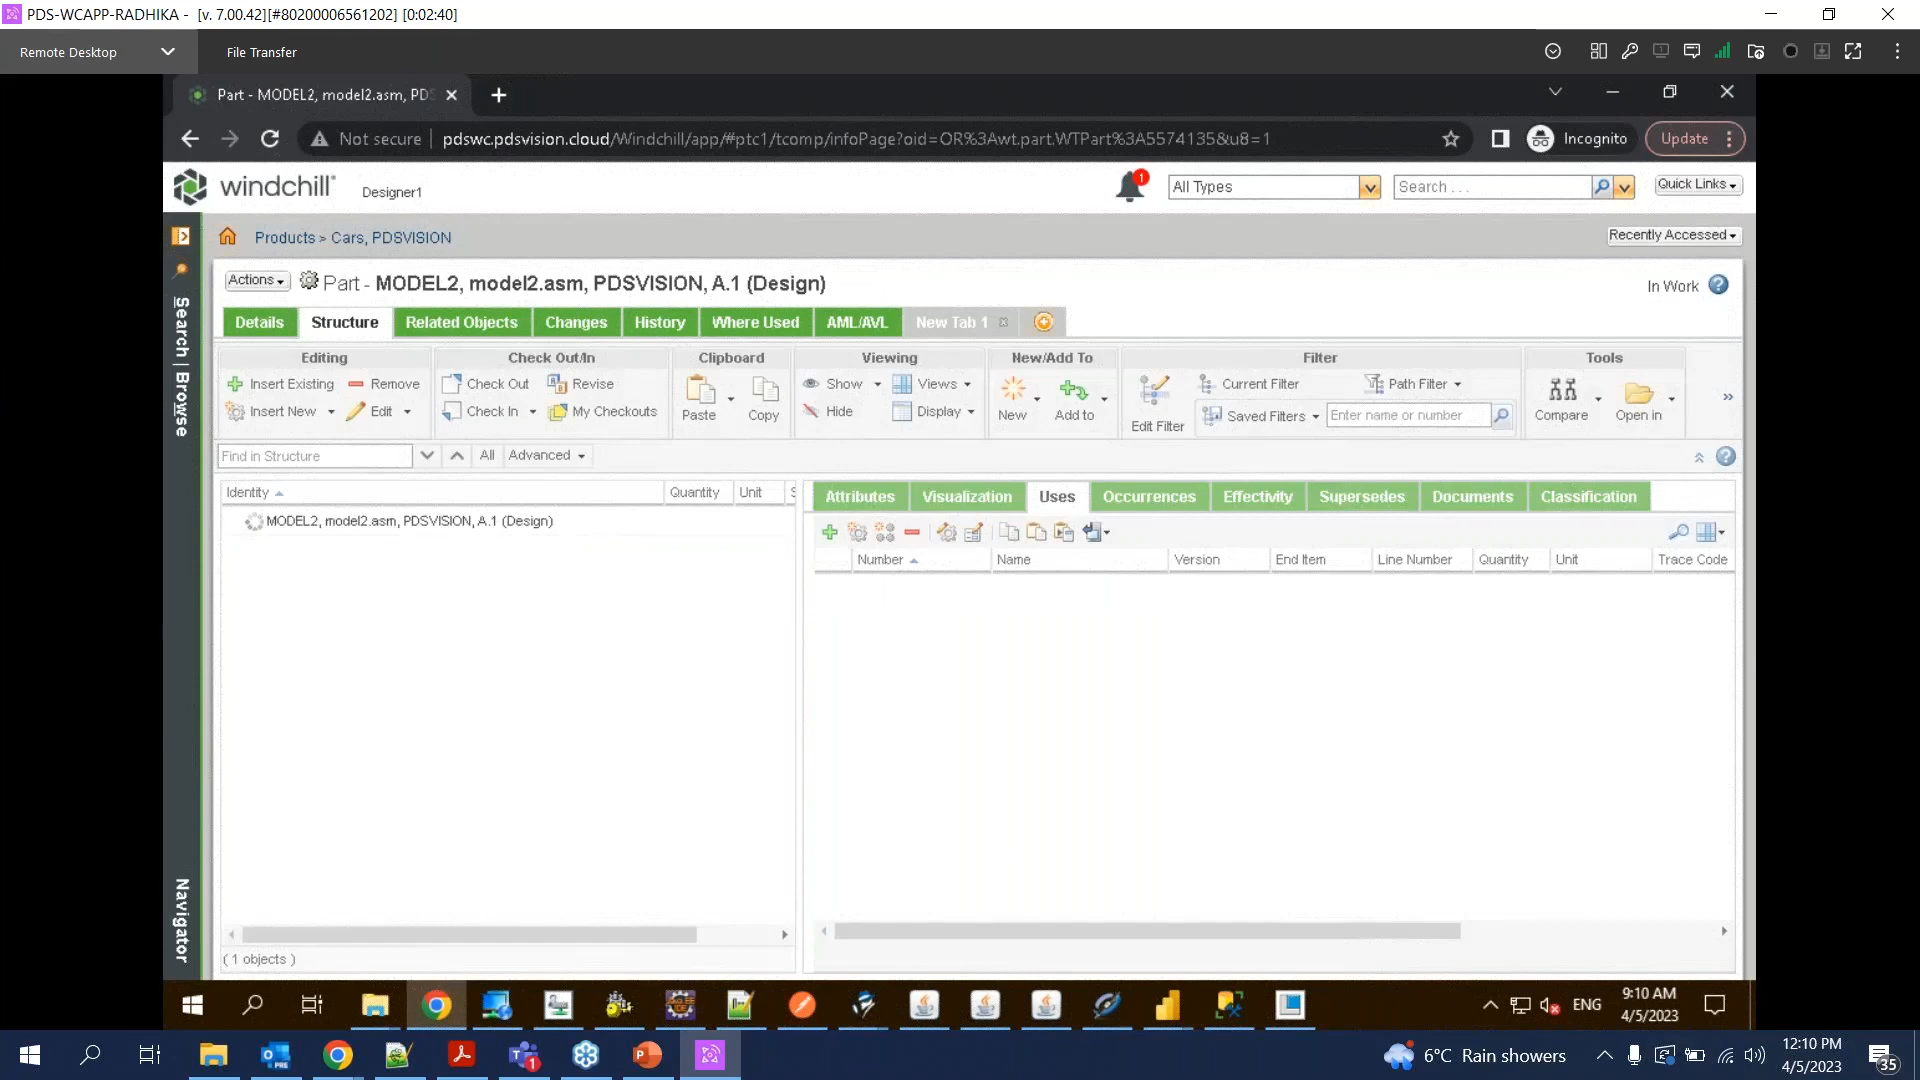 PDS-WCAPP-RADHIKA - [v. 7.00.42][#80200006561202] [0:02:40]
Remote Desktop File Transfer
Part - MODEL2, model2.asm, PDS
Not secure pdswc.pdsvision.cloud/Windchill/app/#ptc1/tcomp/infoPage?oid=OR%3Awt.part.WTPart%3A5574135&u8=1 Incognito Update
windchill Designer1 1 All Types Search . . . Quick Links
Products > Cars, PDSVISION Recently Accessed
Actions Part - MODEL2, model2.asm, PDSVISION, A.1 (Design) In Work
Details Structure Related Objects Changes History Where Used AML/AVL New Tab 1
Editing Check Out/In Clipboard Viewing New/Add To Filter Tools
Insert Existing Remove Check Out Revise Show Views Current Filter Path Filter
Insert New Edit Check In My Checkouts Paste Copy Hide Display New Add to Edit Filter Saved Filters Enter name or number Compare Open in »
Find in Structure All Advanced
Identity Quantity Unit S
MODEL2, model2.asm, PDSVISION, A.1 (Design)
( 1 objects )
Attributes Visualization Uses Occurrences Effectivity Supersedes Documents Classification
Number Name Version End Item Line Number Quantity Unit Trace Code
Search | Browse
Navigator
ENG 9:10 AM
4/5/2023
6°C Rain showers 12:10 PM
4/5/2023
35
1
PRE